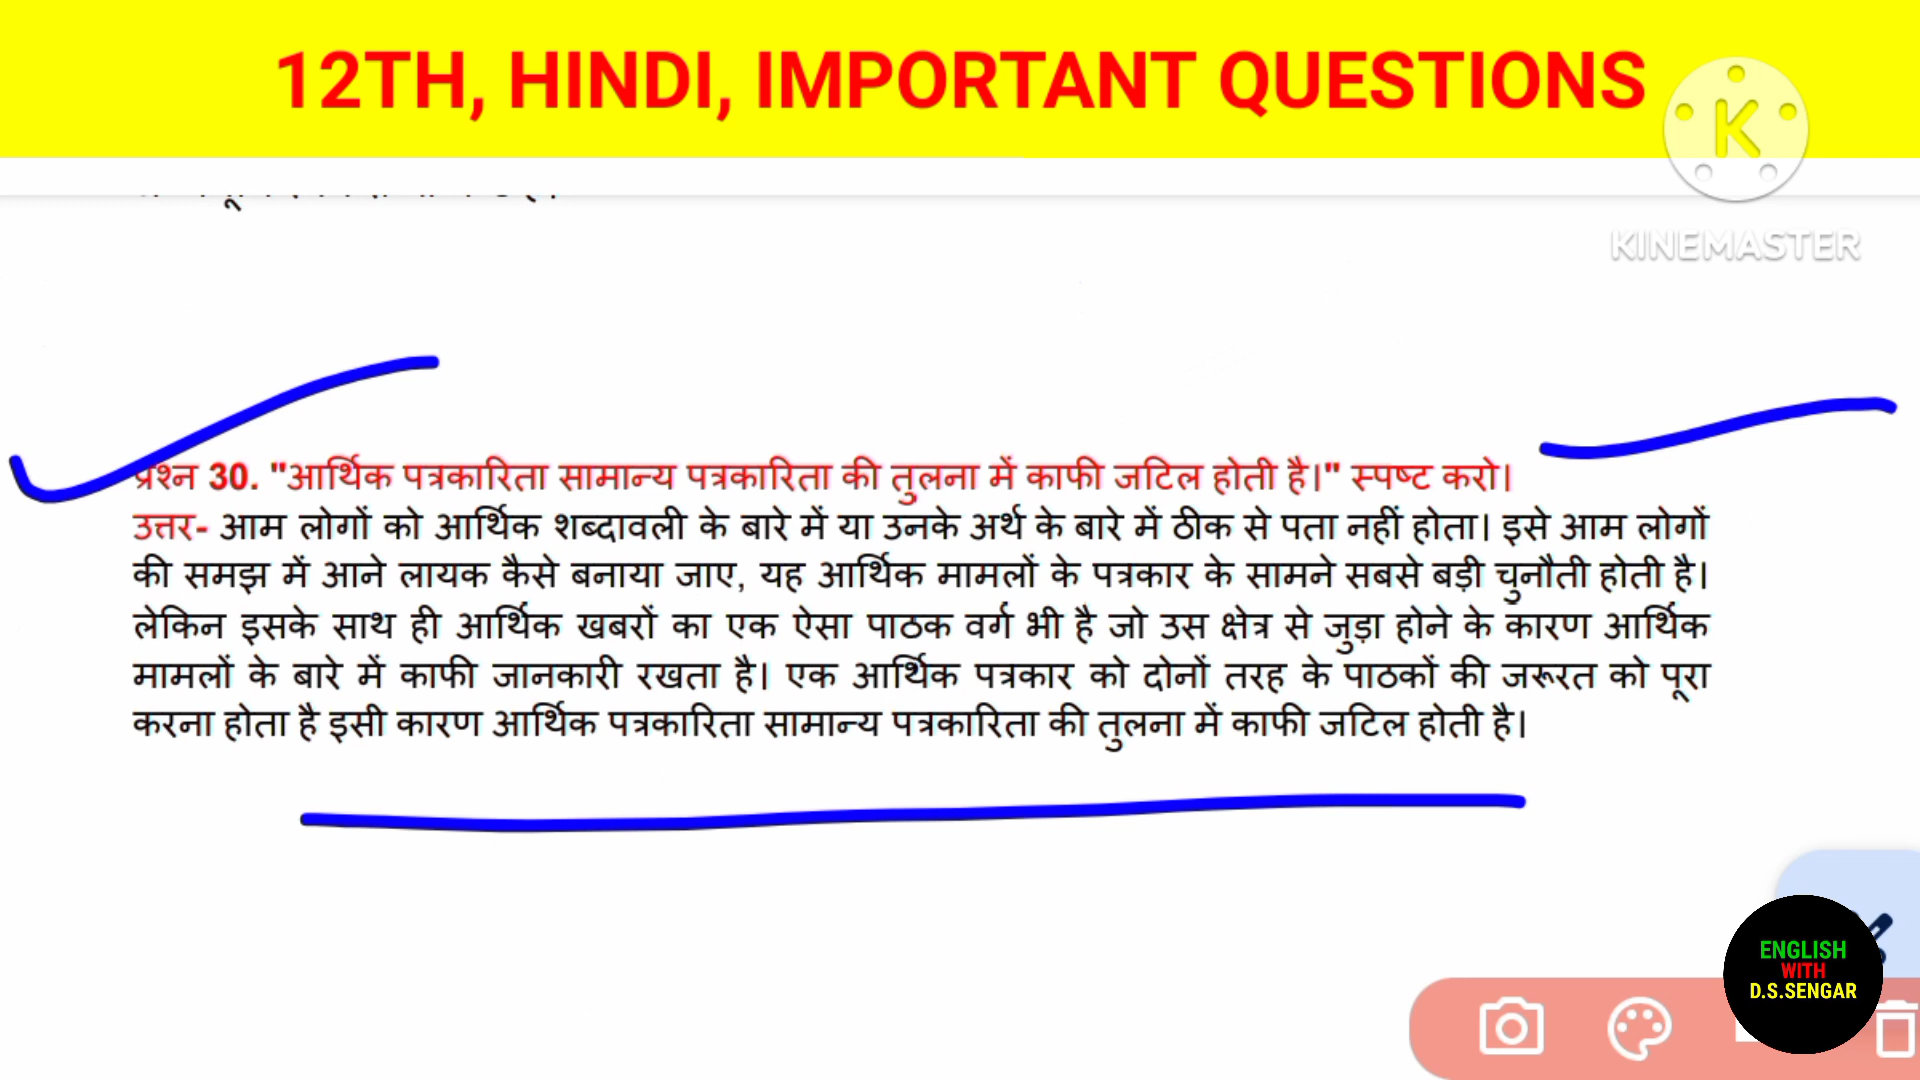 12TH, HINDI, IMPORTANT QUESTIONS
K
KINEMASTER
प्रश्न 30. "आर्थिक पत्रकारिता सामान्य पत्रकारिता की तुलना में काफी जटिल होती है।" स्पष्ट करो।
उत्तर- आम लोगों को आर्थिक शब्दावली के बारे में या उनके अर्थ के बारे में ठीक से पता नहीं होता। इसे आम लोगों
की समझ में आने लायक कैसे बनाया जाए, यह आर्थिक मामलों के पत्रकार के सामने सबसे बड़ी चुनौती होती है।
लेकिन इसके साथ ही आर्थिक खबरों का एक ऐसा पाठक वर्ग भी है जो उस क्षेत्र से जुड़ा होने के कारण आर्थिक
मामलों के बारे में काफी जानकारी रखता है। एक आर्थिक पत्रकार को दोनों तरह के पाठकों की जरूरत को पूरा
करना होता है इसी कारण आर्थिक पत्रकारिता सामान्य पत्रकारिता की तुलना में काफी जटिल होती है।
ENGLISH
WITH
D.S.SENGAR